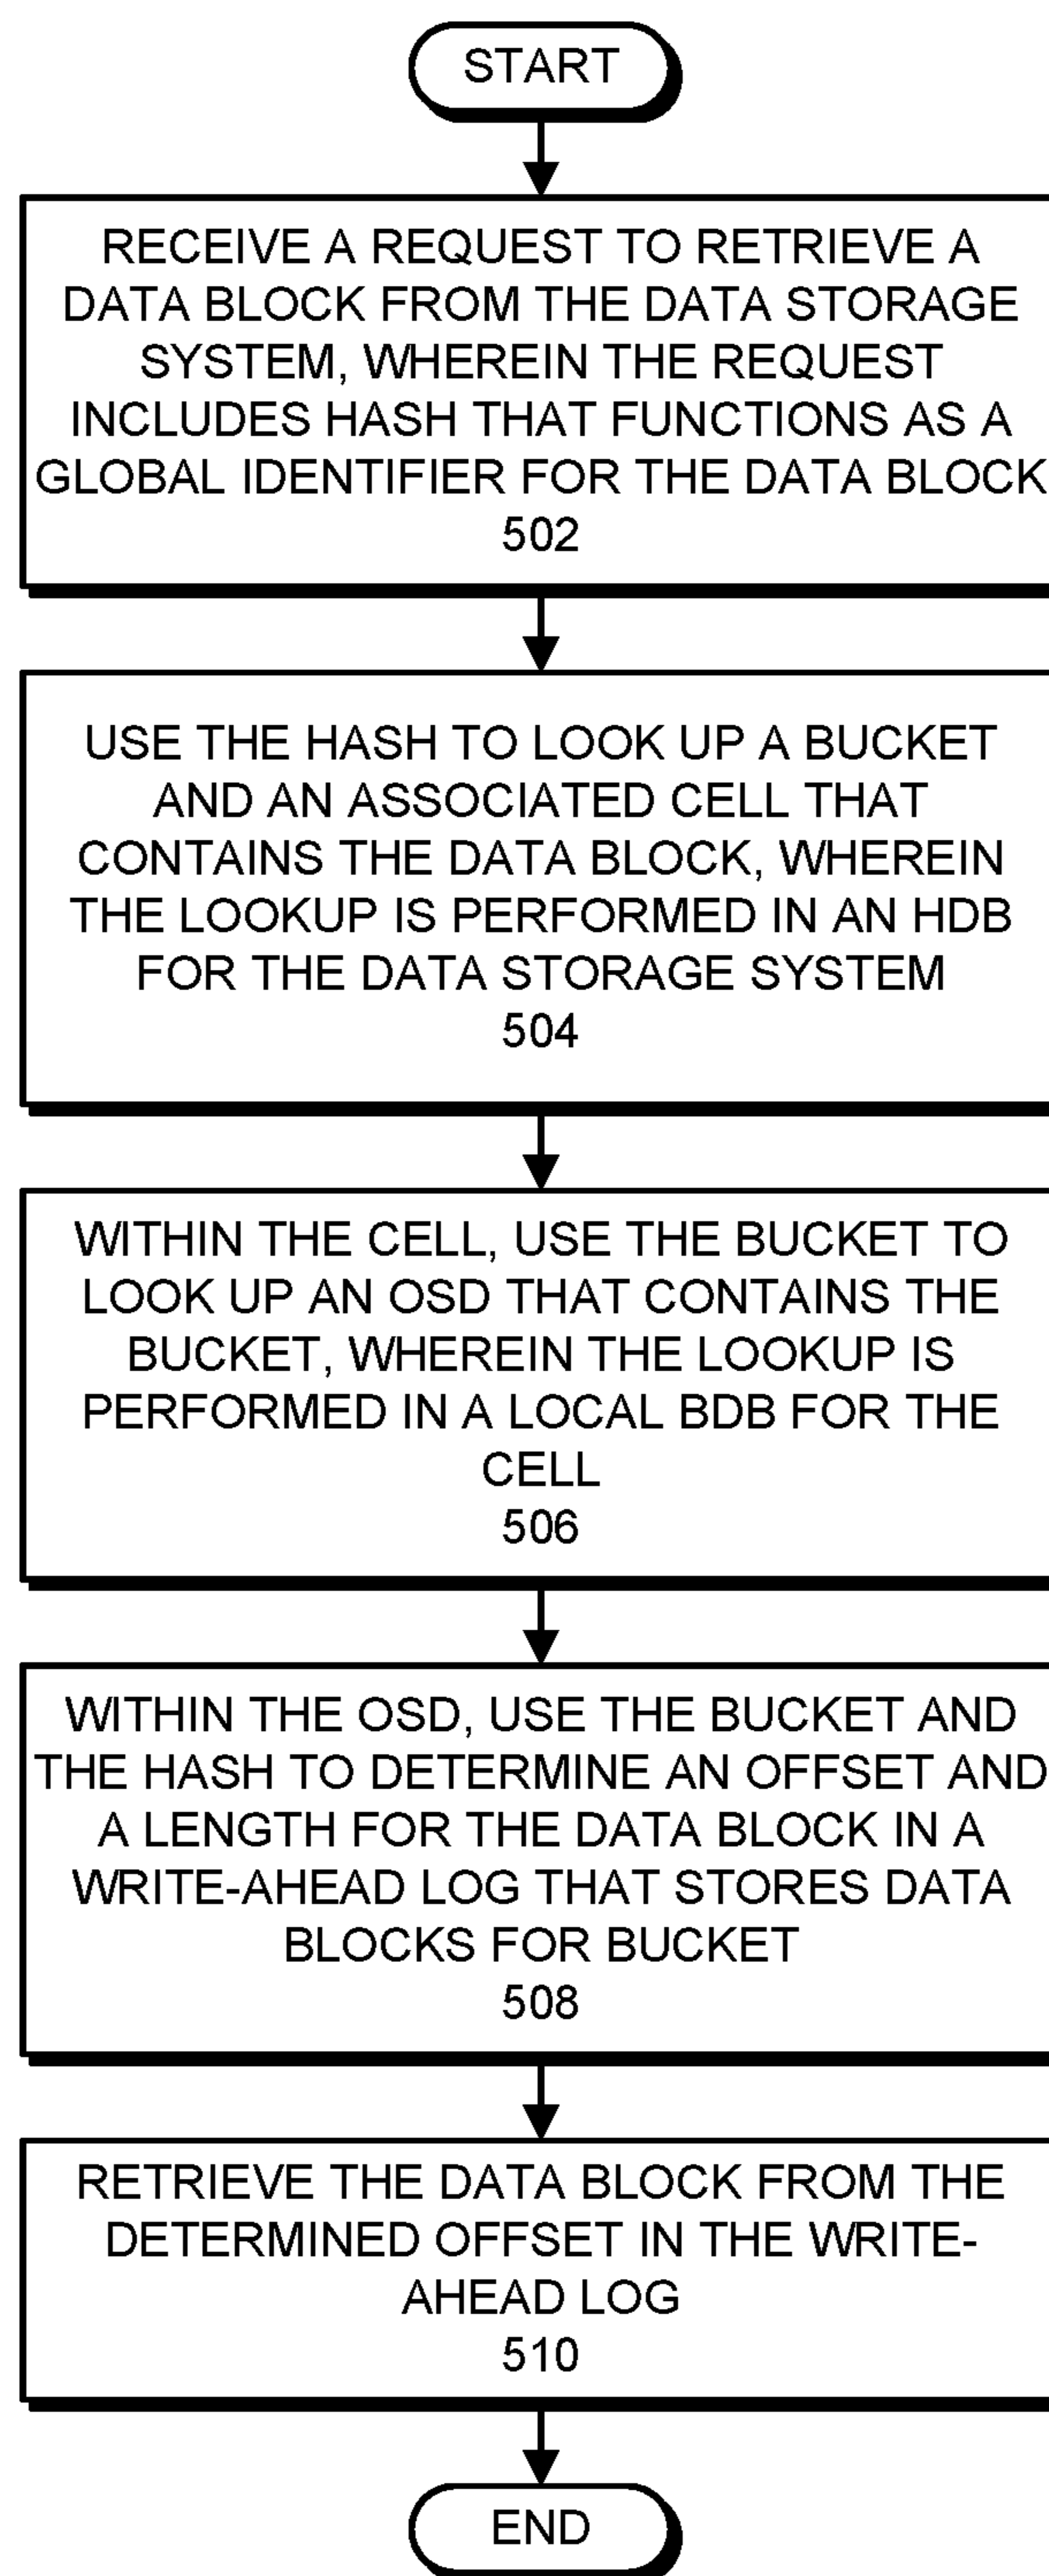 START
RECEIVE A REQUEST TO RETRIEVE A
DATA BLOCK FROM THE DATA STORAGE
SYSTEM, WHEREIN THE REQUEST
INCLUDES HASH THAT FUNCTIONS AS A
GLOBAL IDENTIFIER FOR THE DATA BLOCK
502
USE THE HASH TO LOOK UP A BUCKET
AND AN ASSOCIATED CELL THAT
CONTAINS THE DATA BLOCK, WHEREIN
THE LOOKUP IS PERFORMED IN AN HDB
FOR THE DATA STORAGE SYSTEM
504
WITHIN THE CELL, USE THE BUCKET TO
LOOK UP AN OSD THAT CONTAINS THE
BUCKET, WHEREIN THE LOOKUP IS
PERFORMED IN A LOCAL BDB FOR THE
CELL
506
WITHIN THE OSD, USE THE BUCKET AND
THE HASH TO DETERMINE AN OFFSET AND
A LENGTH FOR THE DATA BLOCK IN A
WRITE-AHEAD LOG THAT STORES DATA
BLOCKS FOR BUCKET
508
RETRIEVE THE DATA BLOCK FROM THE
DETERMINED OFFSET IN THE WRITE-
AHEAD LOG
510
END